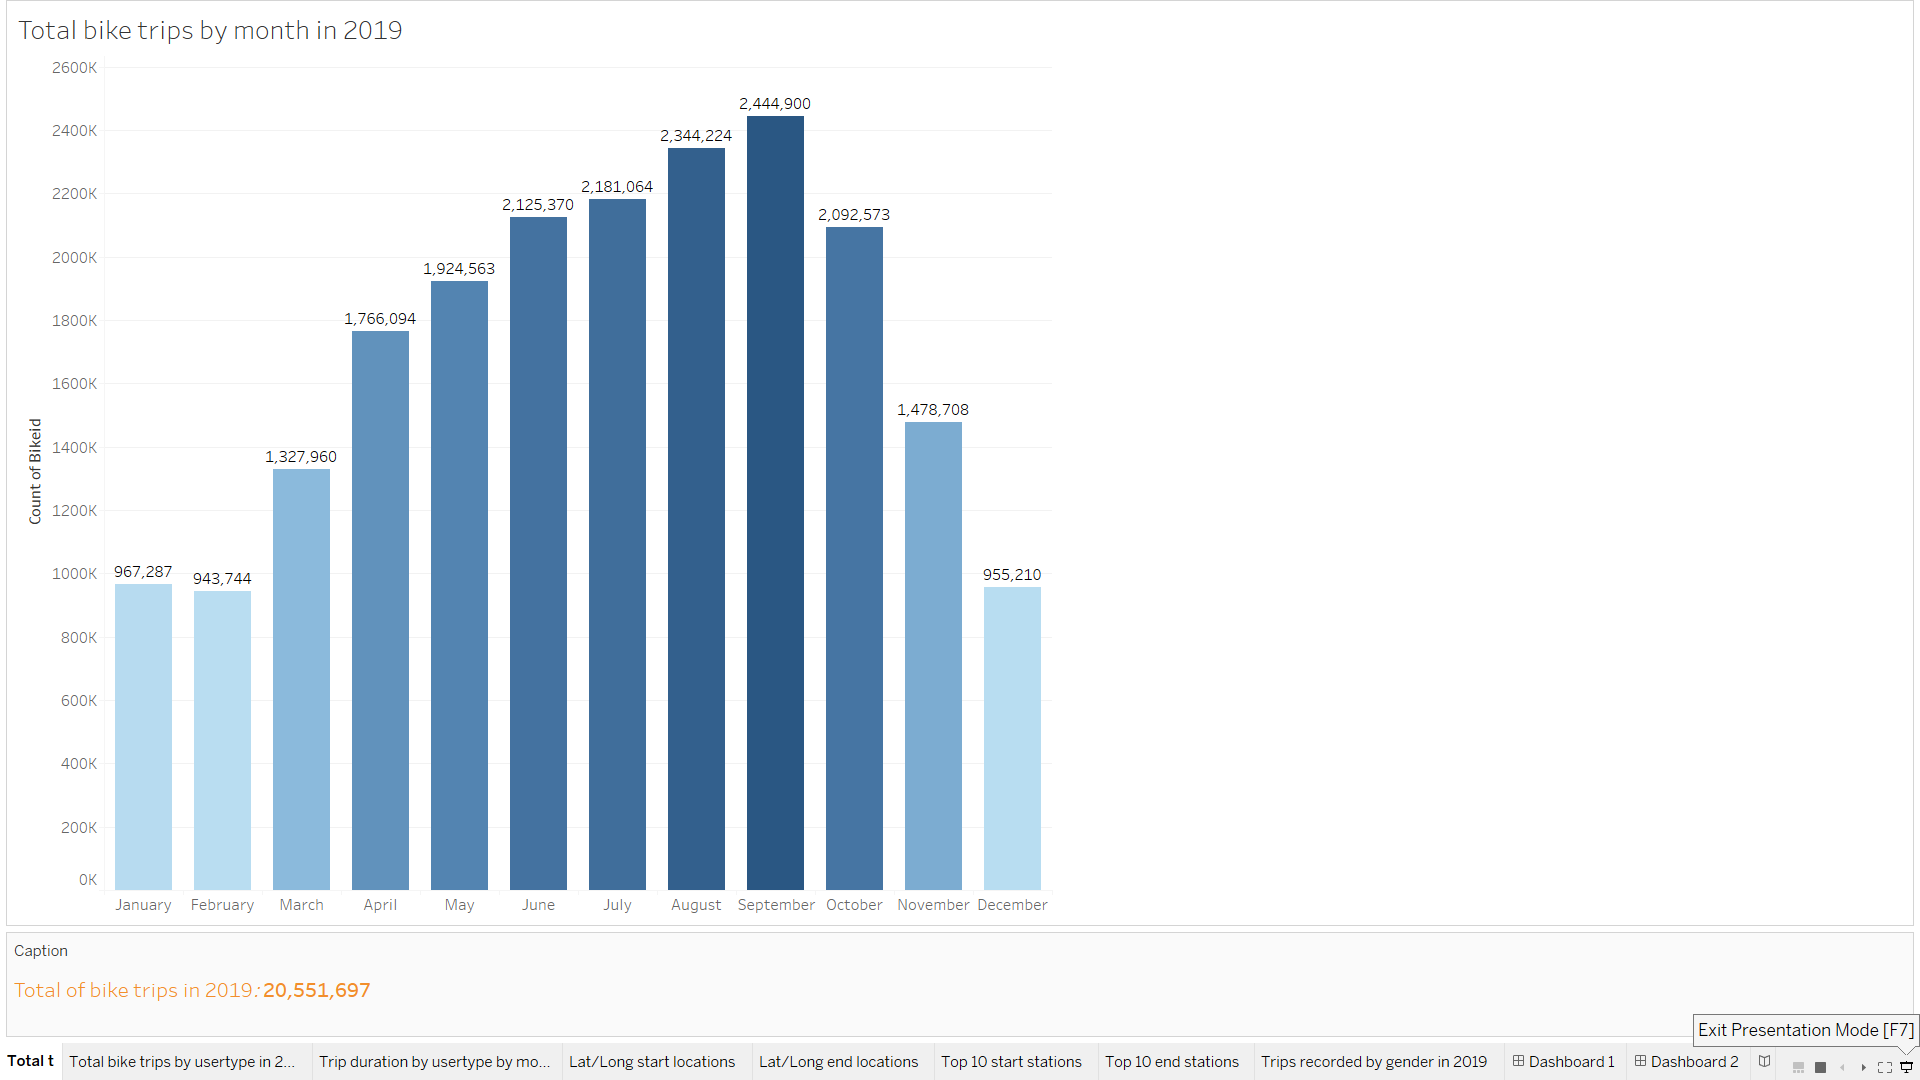 Total bike trips by month in 2019
2600K
2400K
2200K
2000K
1800K
1600K
1400K
1200K
1000K
800K
600K
400K
200K
0K
Count of Bikeid
967,287
943,744
1,327,960
1,766,094
1,924,563
2,125,370
2,181,064
2,344,224
2,444,900
2,092,573
1,478,708
955,210
January February March April May June July August September October November December
Caption
Total of bike trips in 2019.: 20,551,697
Exit Presentation Mode [F7]
Total t Total bike trips by usertype in 2... Trip duration by usertype by mo... Lat/Long start locations Lat/Long end locations Top 10 start stations Top 10 end stations Trips recorded by gender in 2019 Dashboard 1 Dashboard 2